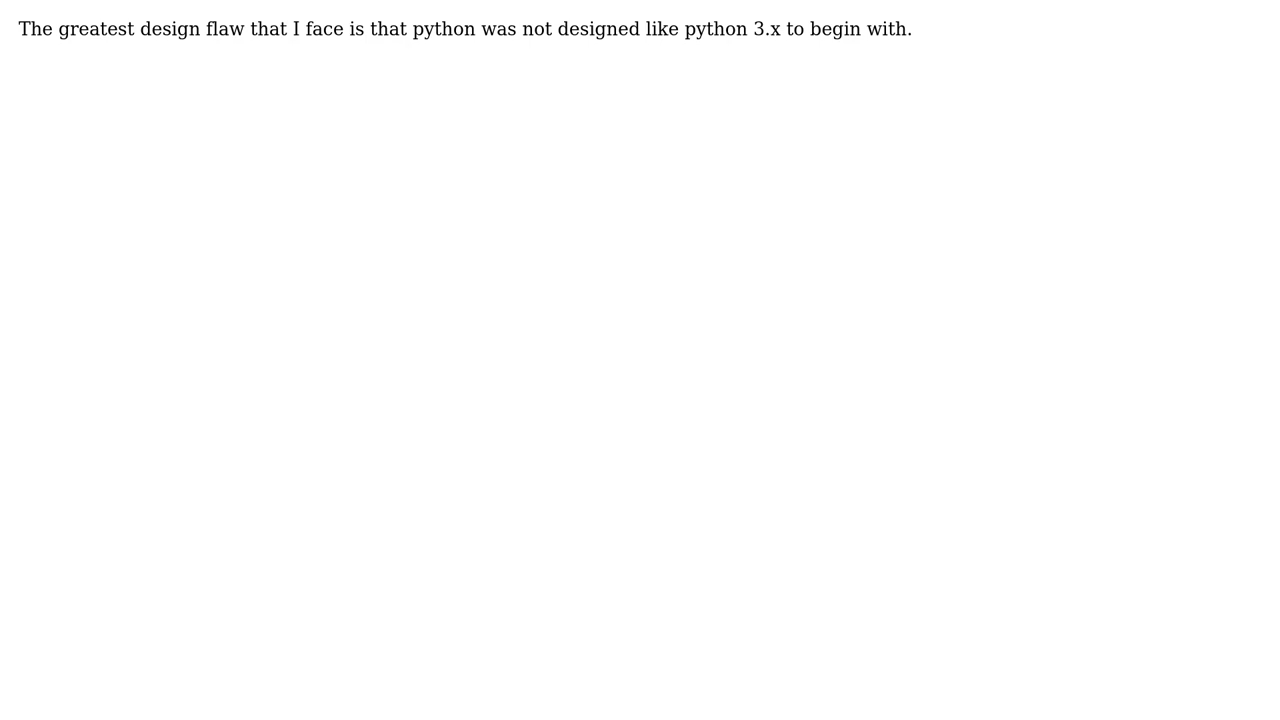 The greatest design flaw that I face is that python was not designed like python 3.x to begin with.